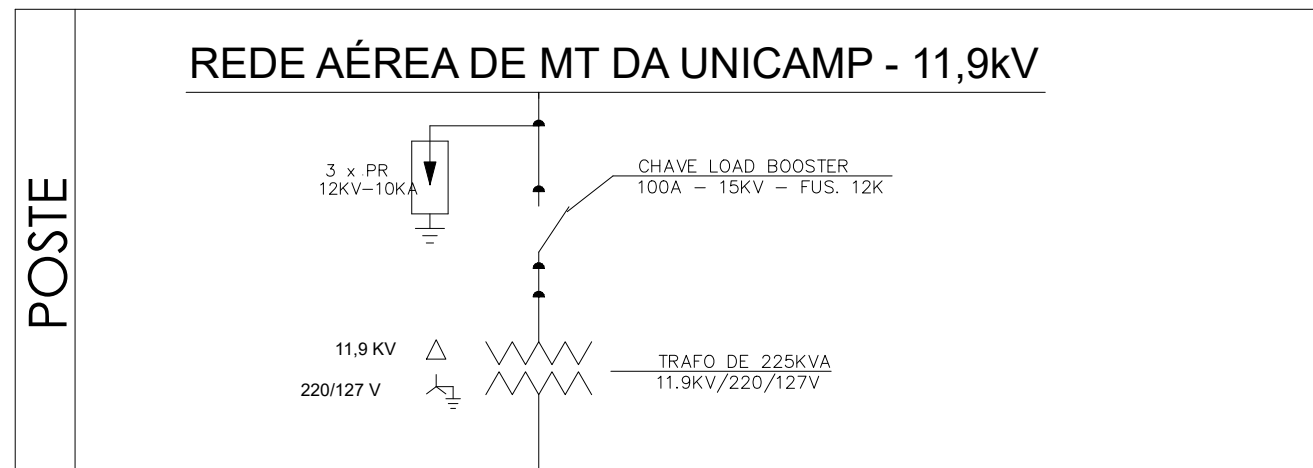 REDE AÉREA DE MT DA UNICAMP - 11,9kV
POSTE
3 x PR
12KV-10KA
CHAVE LOAD BOOSTER
100A - 15KV - FUS. 12K
11,9 KV
220/127 V
TRAFO DE 225KVA
11.9KV/220/127V